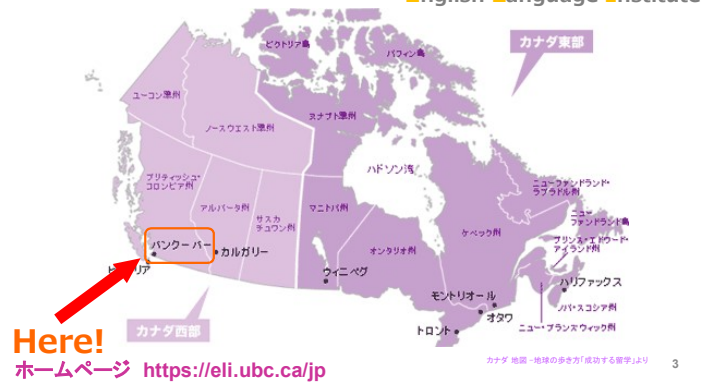 English Language Institute
カナダ東部
ビクトリア島
バフィン島
ユーコン準州
ノースウエスト準州
ヌナブト準州
ハドソン湾
ブリティッシュ・
コロンビア州
アルバータ州
サスカ
チュワン州
マニトバ州
オンタリオ州
ケベック州
ニューファンドランド・
ラブラドル州
ニュー
ファンドランド島
プリンス・エドワード・
アイランド州
バンクーバー
カルガリー
ウィニペグ
モントリオール
オタワ
トロント
ハリファックス
ノバ・スコシア州
ニュー・ブランズウィック州
カナダ西部
Here!
ホームページ https://eli.ubc.ca/jp
カナダ 地図 - 地球の歩き方「成功する留学」より
3